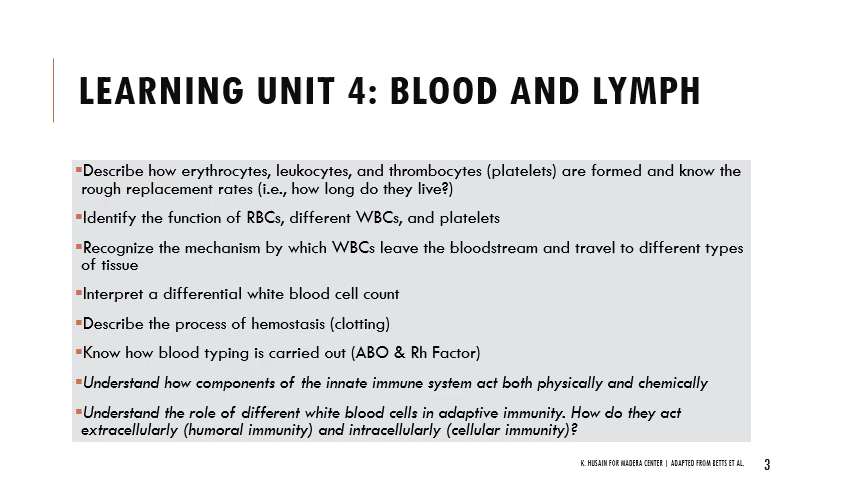 LEARNING UNIT 4: BLOOD AND LYMPH
▪Describe how erythrocytes, leukocytes, and thrombocytes (platelets) are formed and know the
rough replacement rates (i.e., how long do they live?)
▪Identify the function of RBCs, different WBCs, and platelets
▪Recognize the mechanism by which WBCs leave the bloodstream and travel to different types
of tissue
▪Interpret a differential white blood cell count
▪Describe the process of hemostasis (clotting)
▪Know how blood typing is carried out (ABO & Rh Factor)
▪Understand how components of the innate immune system act both physically and chemically
▪Understand the role of different white blood cells in adaptive immunity. How do they act
extracellularly (humoral immunity) and intracellularly (cellular immunity)?
K. HUSAIN FOR MADERA CENTER | ADAPTED FROM BETTS ET AL. 3